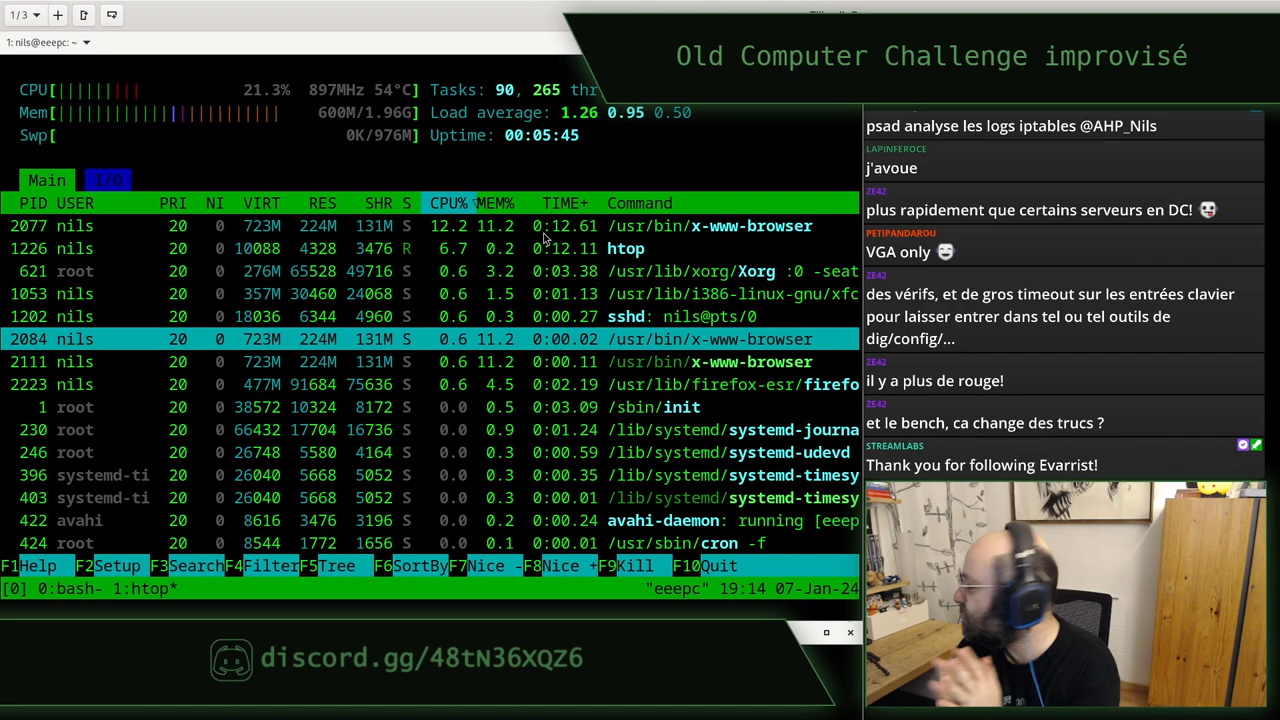 1/3
1: nils@eeepc: ~
Old Computer Challenge improvisé
CPU[||||||||| 21.3% 897MHz 54°C] Tasks: 90, 265 thr
Mem[|||||||||||||||||||||||||| 600M/1.96G] Load average: 1.26 0.95 0.50
Swp[ 0K/976M] Uptime: 00:05:45
Main I/O
PID USER PRI NI VIRT RES SHR S CPU%▽MEM% TIME+ Command
2077 nils 20 0 723M 224M 131M S 12.2 11.2 0:12.61 /usr/bin/x-www-browser
1226 nils 20 0 10088 4328 3476 R 6.7 0.2 0:12.11 htop
621 root 20 0 276M 65528 49716 S 0.6 3.2 0:03.38 /usr/lib/xorg/Xorg :0 -seat
1053 nils 20 0 357M 30460 24068 S 0.6 1.5 0:01.13 /usr/lib/i386-linux-gnu/xfc
1202 nils 20 0 18036 6344 4960 S 0.6 0.3 0:00.27 sshd: nils@pts/0
2084 nils 20 0 723M 224M 131M S 0.6 11.2 0:00.02 /usr/bin/x-www-browser
2111 nils 20 0 723M 224M 131M S 0.6 11.2 0:00.11 /usr/bin/x-www-browser
2223 nils 20 0 477M 91684 75636 S 0.6 4.5 0:02.19 /usr/lib/firefox-esr/firefo
1 root 20 0 38572 10324 8172 S 0.0 0.5 0:03.09 /sbin/init
230 root 20 0 66432 17704 16736 S 0.0 0.9 0:01.24 /lib/systemd/systemd-journa
246 root 20 0 26748 5580 4164 S 0.0 0.3 0:00.59 /lib/systemd/systemd-udevd
396 systemd-ti 20 0 26040 5668 5052 S 0.0 0.3 0:00.35 /lib/systemd/systemd-timesy
403 systemd-ti 20 0 26040 5668 5052 S 0.0 0.3 0:00.01 /lib/systemd/systemd-timesy
422 avahi 20 0 8616 3476 3196 S 0.0 0.2 0:00.24 avahi-daemon: running [eeep
424 root 20 0 8544 1772 1656 S 0.0 0.1 0:00.01 /usr/sbin/cron -f
F1Help F2Setup F3Search F4Filter F5Tree F6SortBy F7Nice - F8Nice + F9Kill F10Quit
[0] 0:bash- 1:htop* "eeepc" 19:14 07-Jan-24
discord.gg/48tN36XQZ6
psad analyse les logs iptables @AHP_Nils
LAPINFEROCE
j'avoue
ZE42
plus rapidement que certains serveurs en DC!
PETIPANDAROU
VGA only
ZE42
des vérifs, et de gros timeout sur les entrées clavier
pour laisser entrer dans tel ou tel outils de
dig/config/...
ZE42
il y a plus de rouge!
ZE42
et le bench, ca change des trucs ?
STREAMLABS
Thank you for following Evarrist!